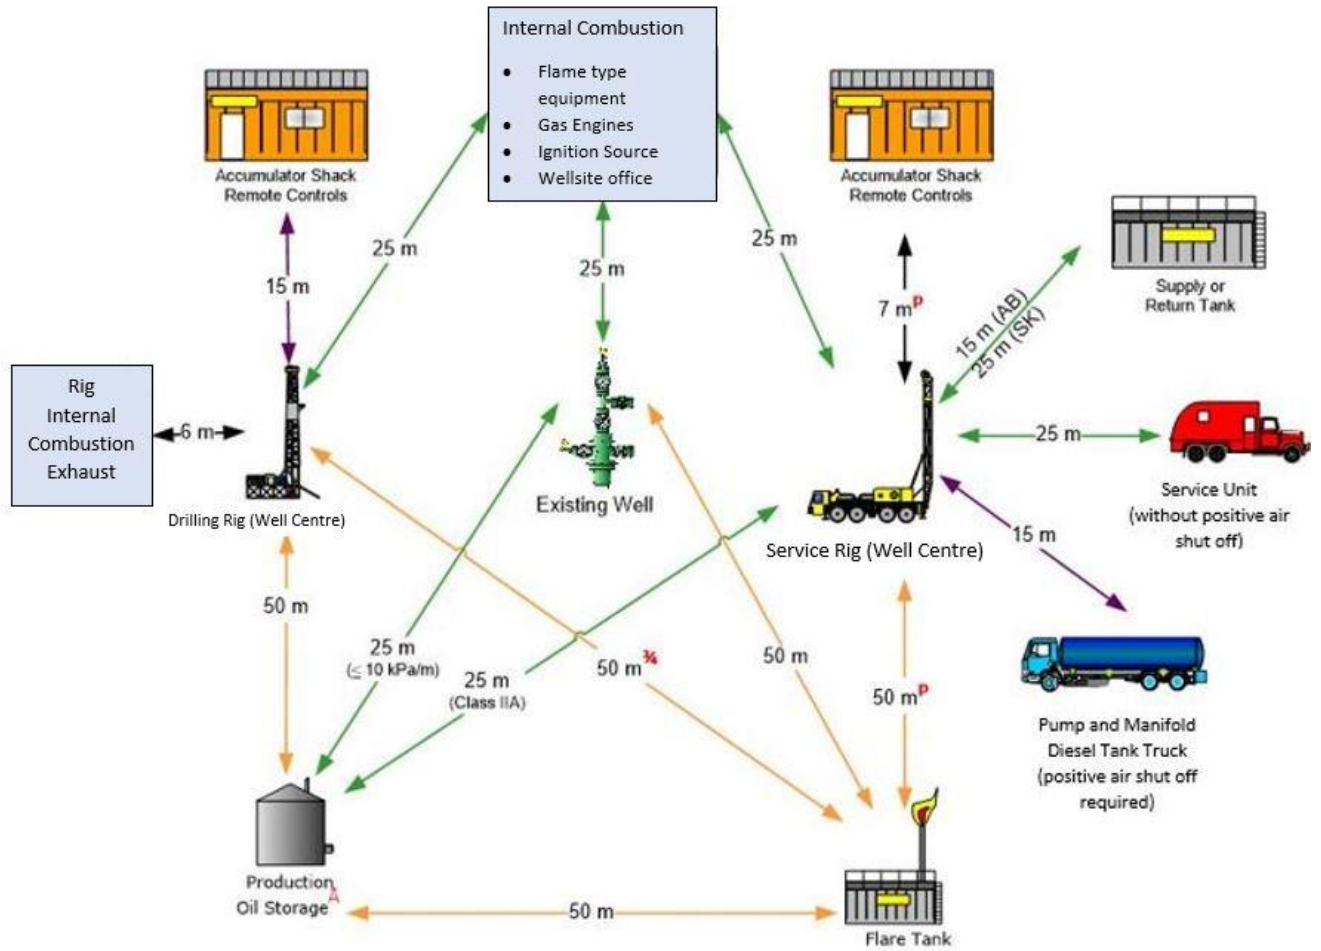 Internal Combustion
• Flame type
equipment
• Gas Engines
• Ignition Source
• Wellsite office
Accumulator Shack
Remote Controls
Accumulator Shack
Remote Controls
25 m
25 m
25 m
15 m
7 mᵖ
15 m (AB)
25 m (SK)
Supply or
Return Tank
Rig
Internal
Combustion
Exhaust
6 m
Drilling Rig (Well Centre)
Existing Well
Service Rig (Well Centre)
25 m
Service Unit
(without positive air
shut off)
15 m
50 m
25 m
(≤ 10 kPa/m)
25 m
(Class IIA)
50 m¾
50 m
50 mᵖ
Pump and Manifold
Diesel Tank Truck
(positive air shut off
required)
Production
Oil StorageÄ
50 m
Flare Tank